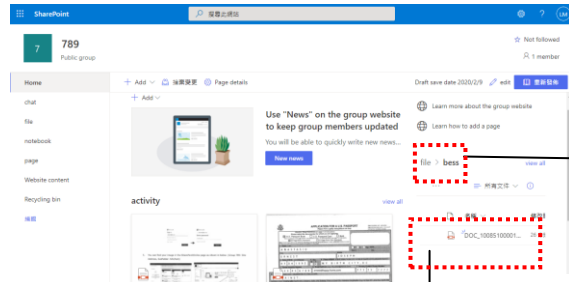 SharePoint
搜尋此網站
?
LM
7
789
Public group
Not followed
1 member
Home
+ Add
捨棄變更
Page details
Draft save date 2020/2/9
edit
重新發佈
chat
file
notebook
page
Website content
Recycling bin
編輯
+ Add
Use "News" on the group website
to keep group members updated
You will be able to quickly write new news...
New news
Learn more about the group website
Learn how to add a page
file > bess
view all
...
所有文件
名稱
DOC_10085100001...
activity
view all